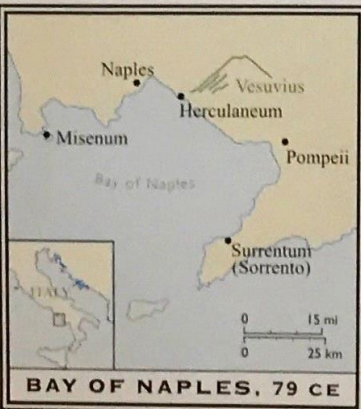 Naples
Vesuvius
Herculaneum
Misenum
Pompeii
Bay of Naples
Surrentum
(Sorrento)
ITALY
0 15 mi
0 25 km
BAY OF NAPLES, 79 CE